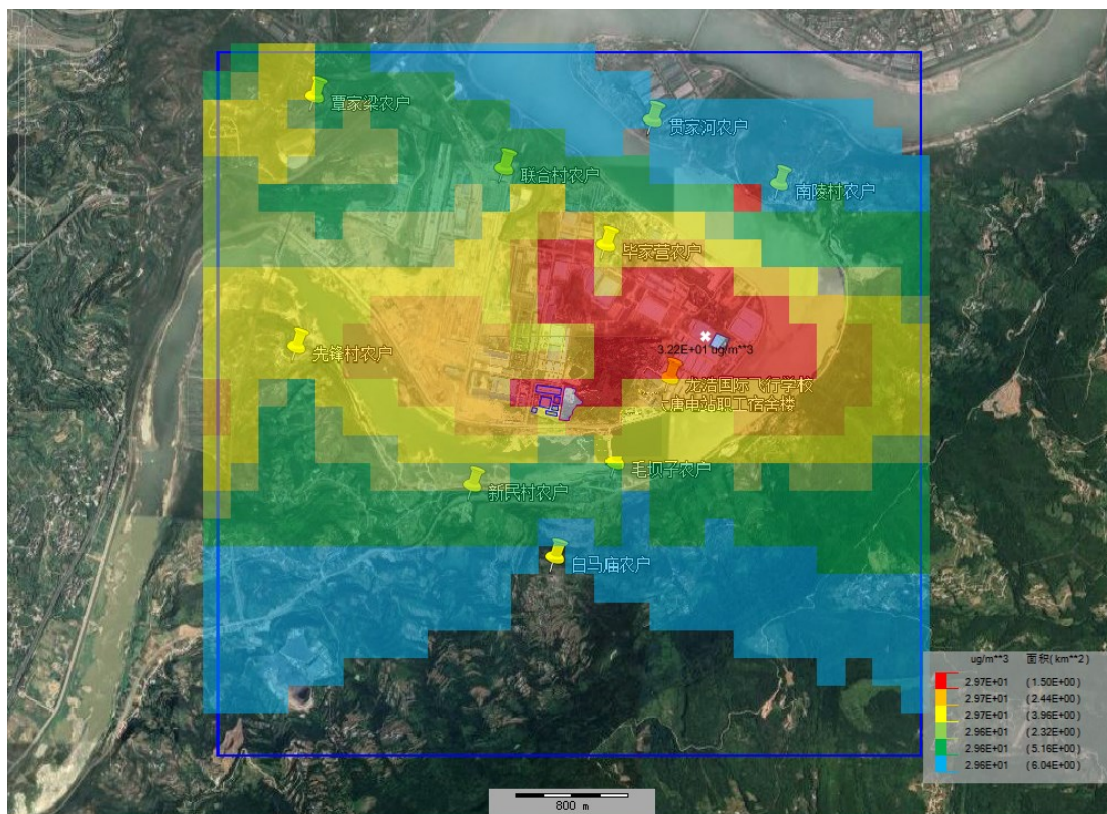 覃家梁农户
贯家河农户
联合村农户
南陵村农户
毕家营农户
先锋村农户
3.22E+01 ug/m**3
龙浩国际飞行学校
大唐电站职工宿舍楼
毛坝子农户
新民村农户
白马庙农户
ug/m**3 面积(km**2)
2.97E+01 (1.50E+00)
2.97E+01 (2.44E+00)
2.97E+01 (3.96E+00)
2.96E+01 (2.32E+00)
2.96E+01 (5.16E+00)
2.96E+01 (6.04E+00)
800 m